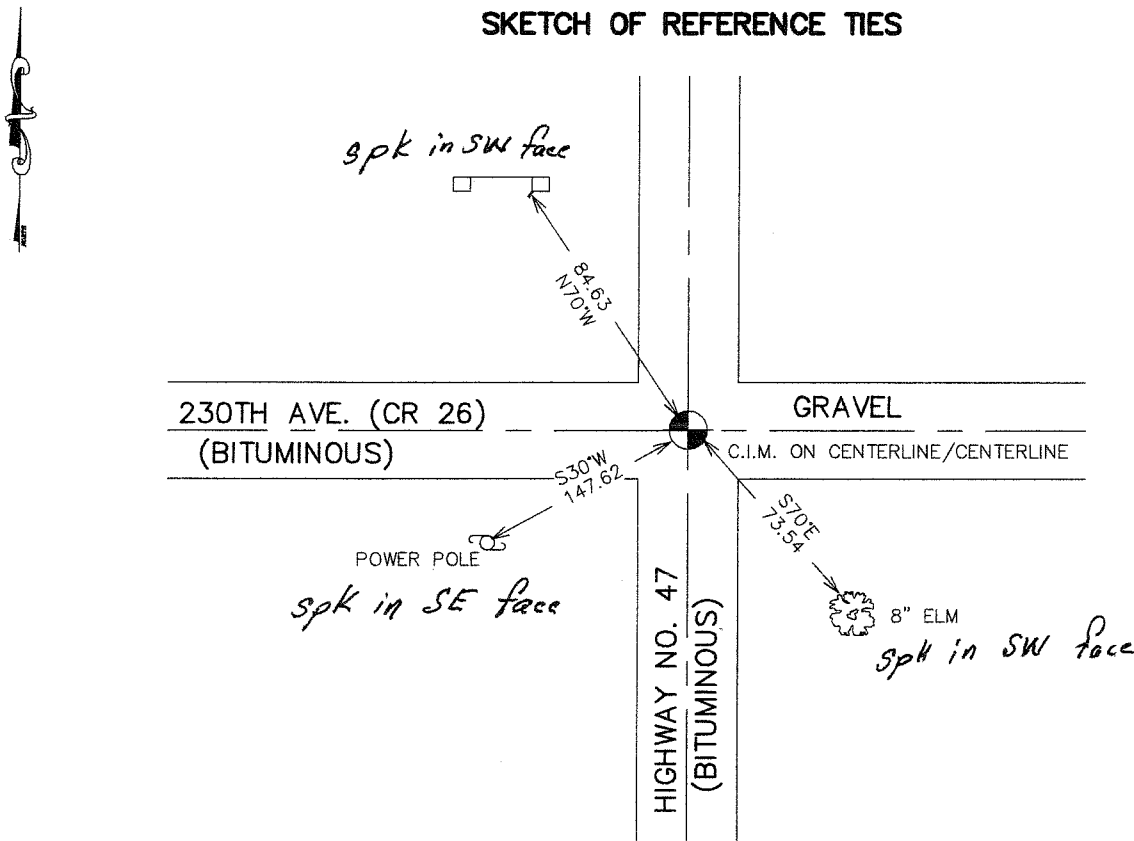 SKETCH OF REFERENCE TIES
spk in SW face
84.63
N70°W
230TH AVE. (CR 26)
(BITUMINOUS)
GRAVEL
C.I.M. ON CENTERLINE/CENTERLINE
S30°W
147.62
S70°E
73.54
POWER POLE
spk in SE face
HIGHWAY NO. 47
(BITUMINOUS)
8" ELM
spk in SW face